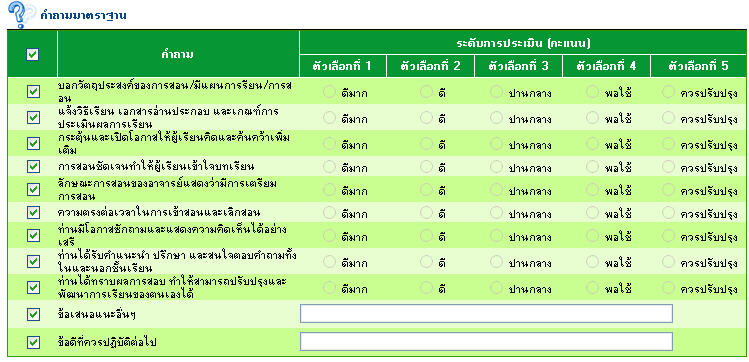 คำถามมาตราฐาน
คำถาม
ระดับการประเมิน (คะแนน)
ตัวเลือกที่ 1 ตัวเลือกที่ 2 ตัวเลือกที่ 3 ตัวเลือกที่ 4 ตัวเลือกที่ 5
บอกวัตถุประสงค์ของการสอน/มีแผนการเรียน/การส
อน
ดีมาก ดี ปานกลาง พอใช้ ควรปรับปรุง
แจ้งวิธีเรียน เอกสารอ่านประกอบ และเกณฑ์การ
ประเมินผลการเรียน
ดีมาก ดี ปานกลาง พอใช้ ควรปรับปรุง
กระตุ้นและเปิดโอกาสให้ผู้เรียนคิดและค้นคว้าเพิ่ม
เติม
ดีมาก ดี ปานกลาง พอใช้ ควรปรับปรุง
การสอนชัดเจนทำให้ผู้เรียนเข้าใจบทเรียน
ดีมาก ดี ปานกลาง พอใช้ ควรปรับปรุง
ลักษณะการสอนของอาจารย์แสดงว่ามีการเตรียม
การสอน
ดีมาก ดี ปานกลาง พอใช้ ควรปรับปรุง
ความตรงต่อเวลาในการเข้าสอนและเลิกสอน
ดีมาก ดี ปานกลาง พอใช้ ควรปรับปรุง
ท่านมีโอกาสซักถามและแสดงความคิดเห็นได้อย่าง
เสรี
ดีมาก ดี ปานกลาง พอใช้ ควรปรับปรุง
ท่านได้รับคำแนะนำ ปรึกษา และสนใจตอบคำถามทั้ง
ในและนอกชั้นเรียน
ดีมาก ดี ปานกลาง พอใช้ ควรปรับปรุง
ท่านได้ทราบผลการสอบ ทำให้สามารถปรับปรุงและ
พัฒนาการเรียนของตนเองได้
ดีมาก ดี ปานกลาง พอใช้ ควรปรับปรุง
ข้อเสนอแนะอื่นๆ
ข้อดีที่ควรปฏิบัติต่อไป